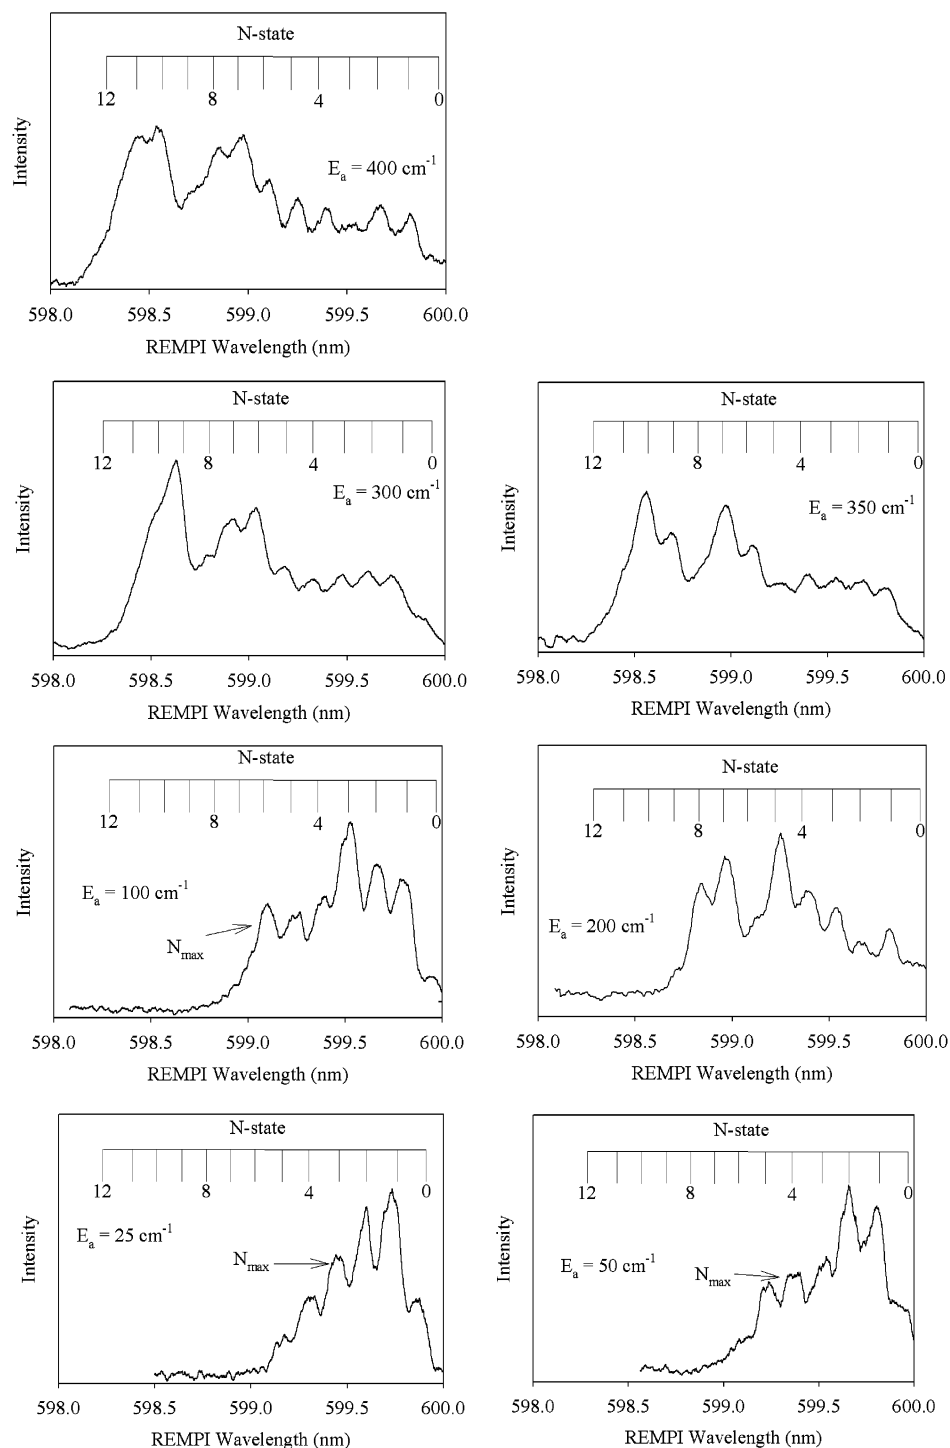 N-state
12 8 4 0
Intensity
E_a = 400 cm^-1
598.0 598.5 599.0 599.5 600.0
REMPI Wavelength (nm)
N-state
12 8 4 0
Intensity
E_a = 300 cm^-1
598.0 598.5 599.0 599.5 600.0
REMPI Wavelength (nm)
N-state
12 8 4 0
Intensity
E_a = 350 cm^-1
598.0 598.5 599.0 599.5 600.0
REMPI Wavelength (nm)
N-state
12 8 4 0
Intensity
E_a = 100 cm^-1
N_max
598.0 598.5 599.0 599.5 600.0
REMPI Wavelength (nm)
N-state
12 8 4 0
Intensity
E_a = 200 cm^-1
598.0 598.5 599.0 599.5 600.0
REMPI Wavelength (nm)
N-state
12 8 4 0
Intensity
E_a = 25 cm^-1
N_max
598.0 598.5 599.0 599.5 600.0
REMPI Wavelength (nm)
N-state
12 8 4 0
Intensity
E_a = 50 cm^-1
N_max
598.0 598.5 599.0 599.5 600.0
REMPI Wavelength (nm)